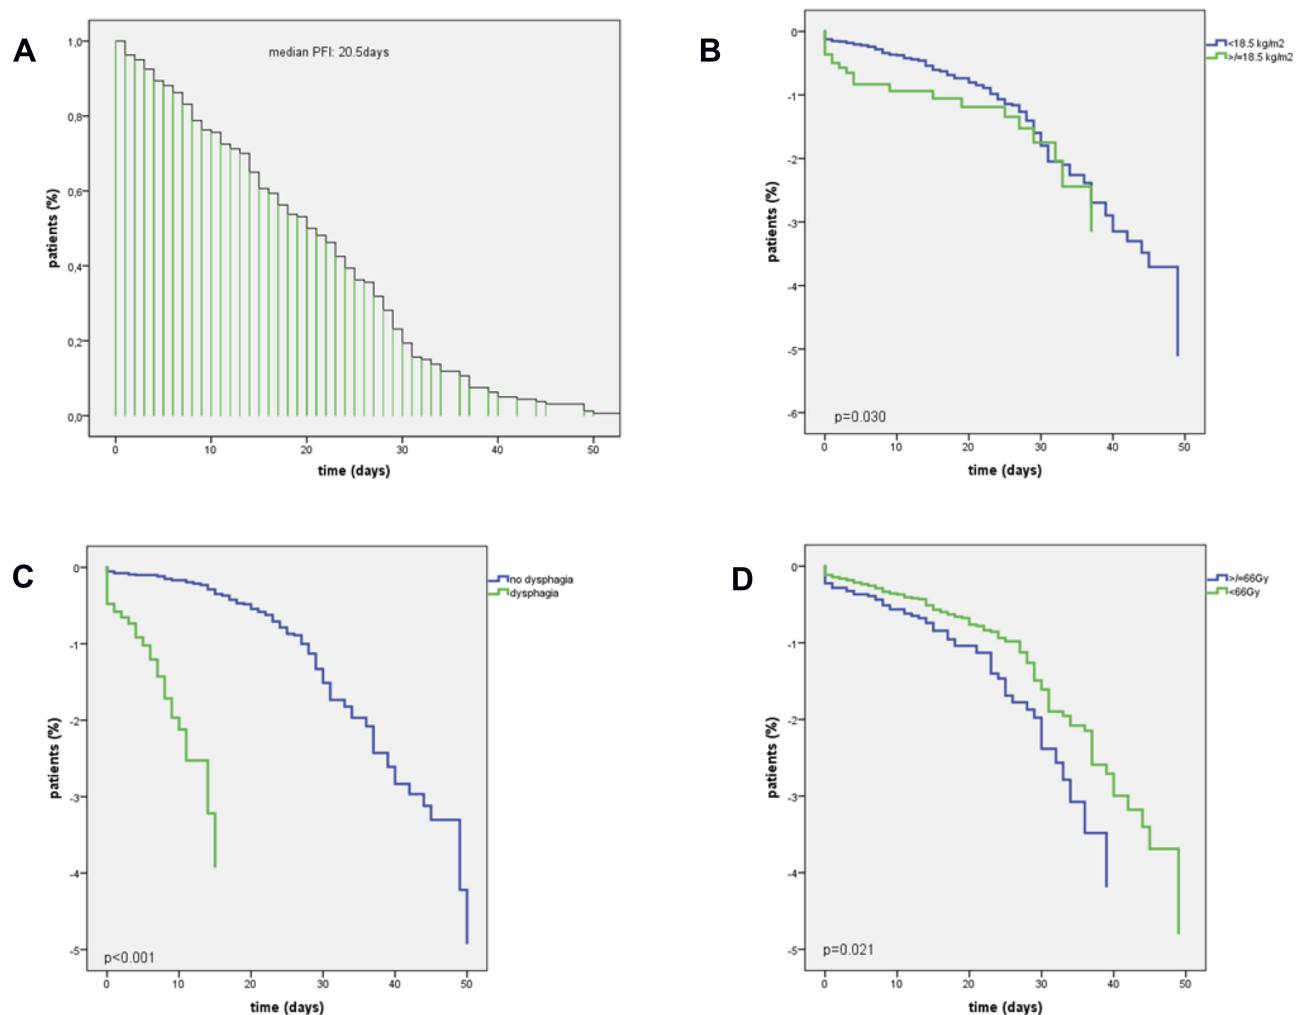 A
median PFI: 20.5days
1,0
0,8
0,6
0,4
0,2
0,0
patients (%)
0 10 20 30 40 50
time (days)
B
<18.5 kg/m2
>/=18.5 kg/m2
0
-1
-2
-3
-4
-5
-6
patients (%)
p=0.030
0 10 20 30 40 50
time (days)
C
no dysphagia
dysphagia
0
-1
-2
-3
-4
-5
patients (%)
p<0.001
0 10 20 30 40 50
time (days)
D
>/=66Gy
<66Gy
0
-1
-2
-3
-4
-5
patients (%)
p=0.021
0 10 20 30 40 50
time (days)